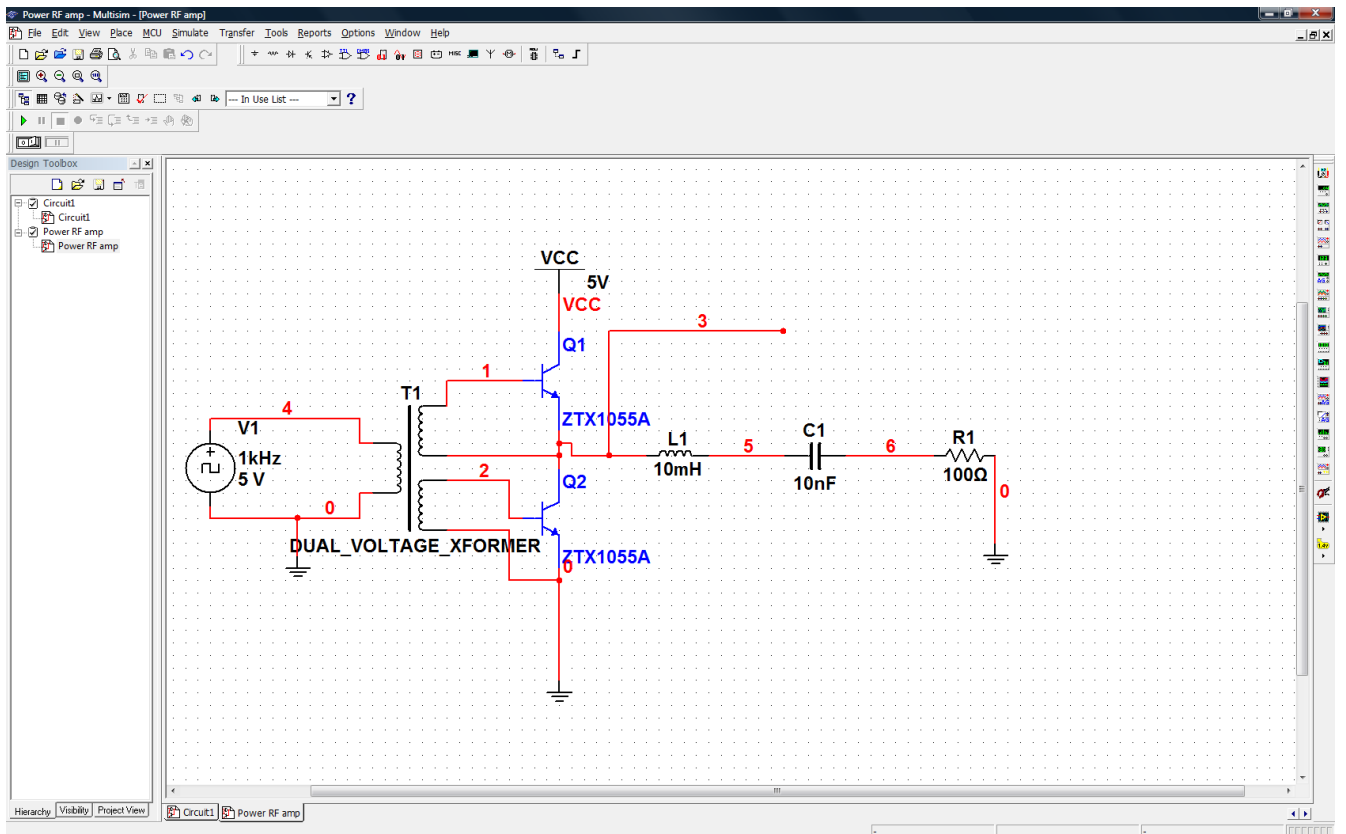 Power RF amp - Multisim - [Power RF amp]
File Edit View Place MCU Simulate Transfer Tools Reports Options Window Help
--- In Use List ---
?
Design Toolbox
Circuit1
Circuit1
Power RF amp
Power RF amp
VCC
5V
VCC
3
Q1
1
T1
4
V1
ZTX1055A
1kHz
5 V
L1
10mH
5
C1
10nF
6
R1
100Ω
2
Q2
0
0
DUAL_VOLTAGE_XFORMER
ZTX1055A
0
Hierarchy Visibility Project View
Circuit1 Power RF amp